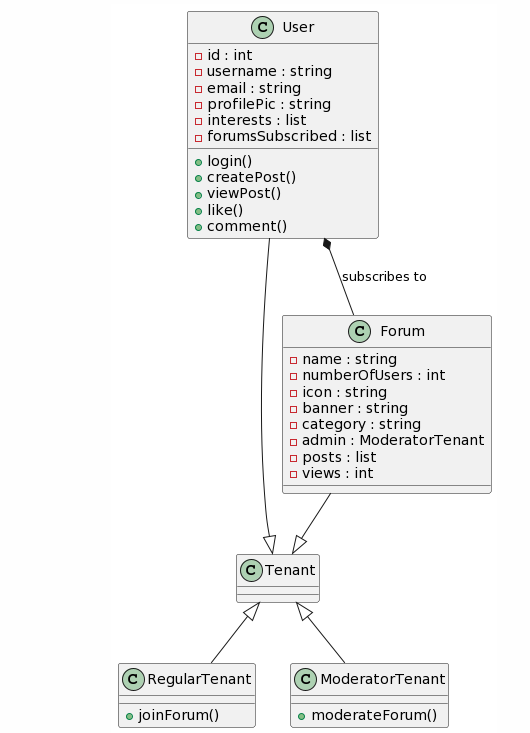 C User
id : int
username : string
email : string
profilePic : string
interests : list
forumsSubscribed : list
login()
createPost()
viewPost()
like()
comment()
subscribes to
C Forum
name : string
numberOfUsers : int
icon : string
banner : string
category : string
admin : ModeratorTenant
posts : list
views : int
C Tenant
C RegularTenant
joinForum()
C ModeratorTenant
moderateForum()